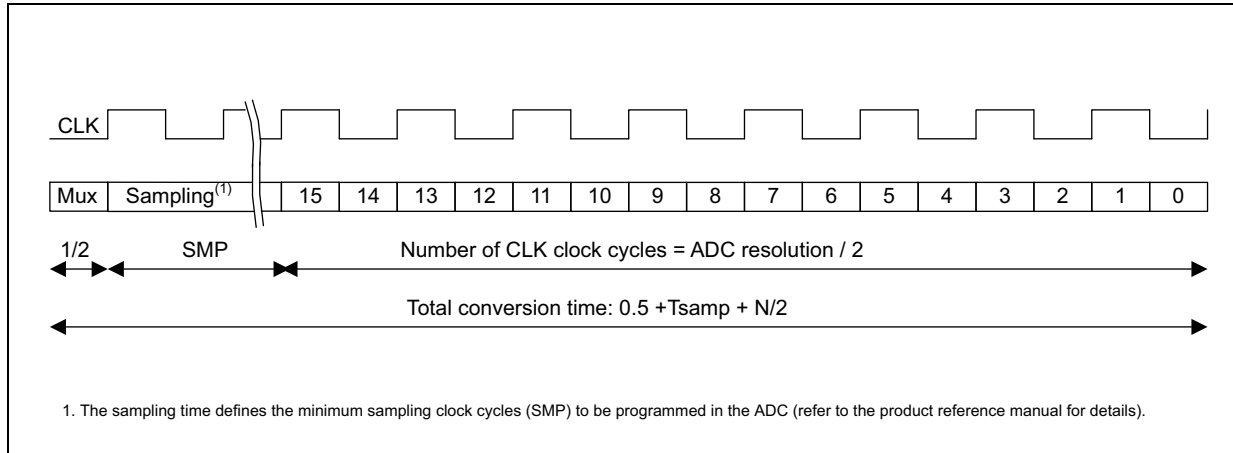 CLK
Mux Sampling(1) 15 14 13 12 11 10 9 8 7 6 5 4 3 2 1 0
1/2 SMP Number of CLK clock cycles = ADC resolution / 2
Total conversion time: 0.5 +Tsamp + N/2
1. The sampling time defines the minimum sampling clock cycles (SMP) to be programmed in the ADC (refer to the product reference manual for details).